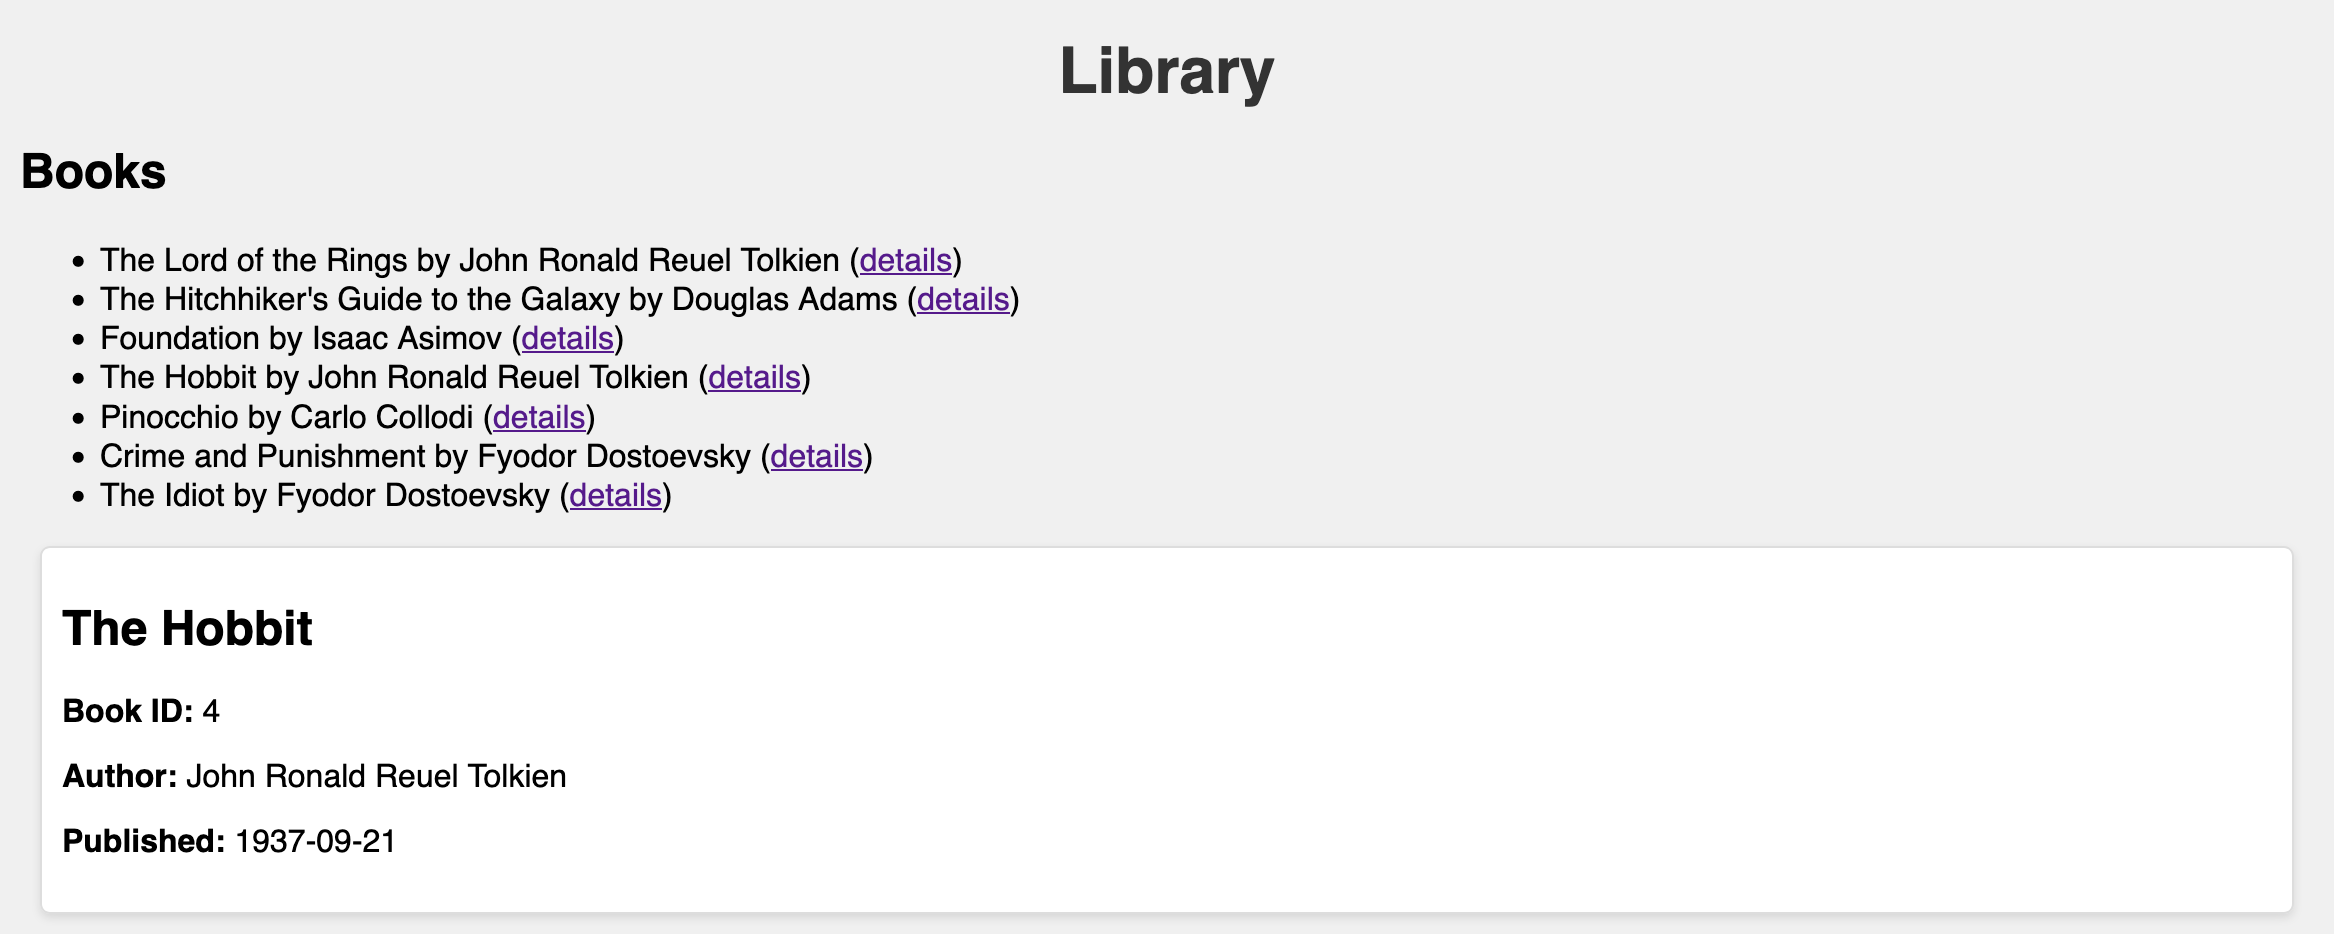 Library
Books
The Lord of the Rings by John Ronald Reuel Tolkien (details)
The Hitchhiker's Guide to the Galaxy by Douglas Adams (details)
Foundation by Isaac Asimov (details)
The Hobbit by John Ronald Reuel Tolkien (details)
Pinocchio by Carlo Collodi (details)
Crime and Punishment by Fyodor Dostoevsky (details)
The Idiot by Fyodor Dostoevsky (details)
The Hobbit
Book ID: 4
Author: John Ronald Reuel Tolkien
Published: 1937-09-21